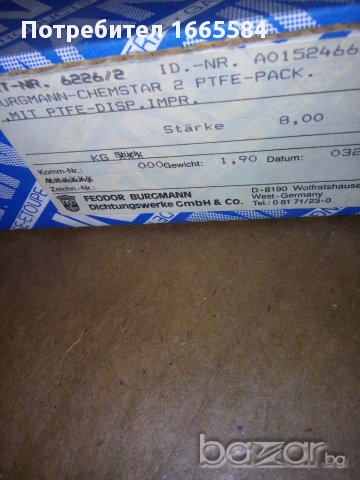 Потребител 1665584
T-NR. 6226/2 ID.-NR. A0152466
BURGMANN-CHEMSTAR 2 PTFE-PACK.
MIT PTFE-DISP.IMPR.
Stärke 8,00
KG Stück
Komm-Nr.: 000 Gewicht: 1,90 Datum: 032
Zeichn.-Nr.:
FEODOR BURGMANN
Dichtungswerke GmbH & CO.
D-8190 Wolfratshause
West-Germany
Tel.: 0 81 71/23-0
bazar.bg